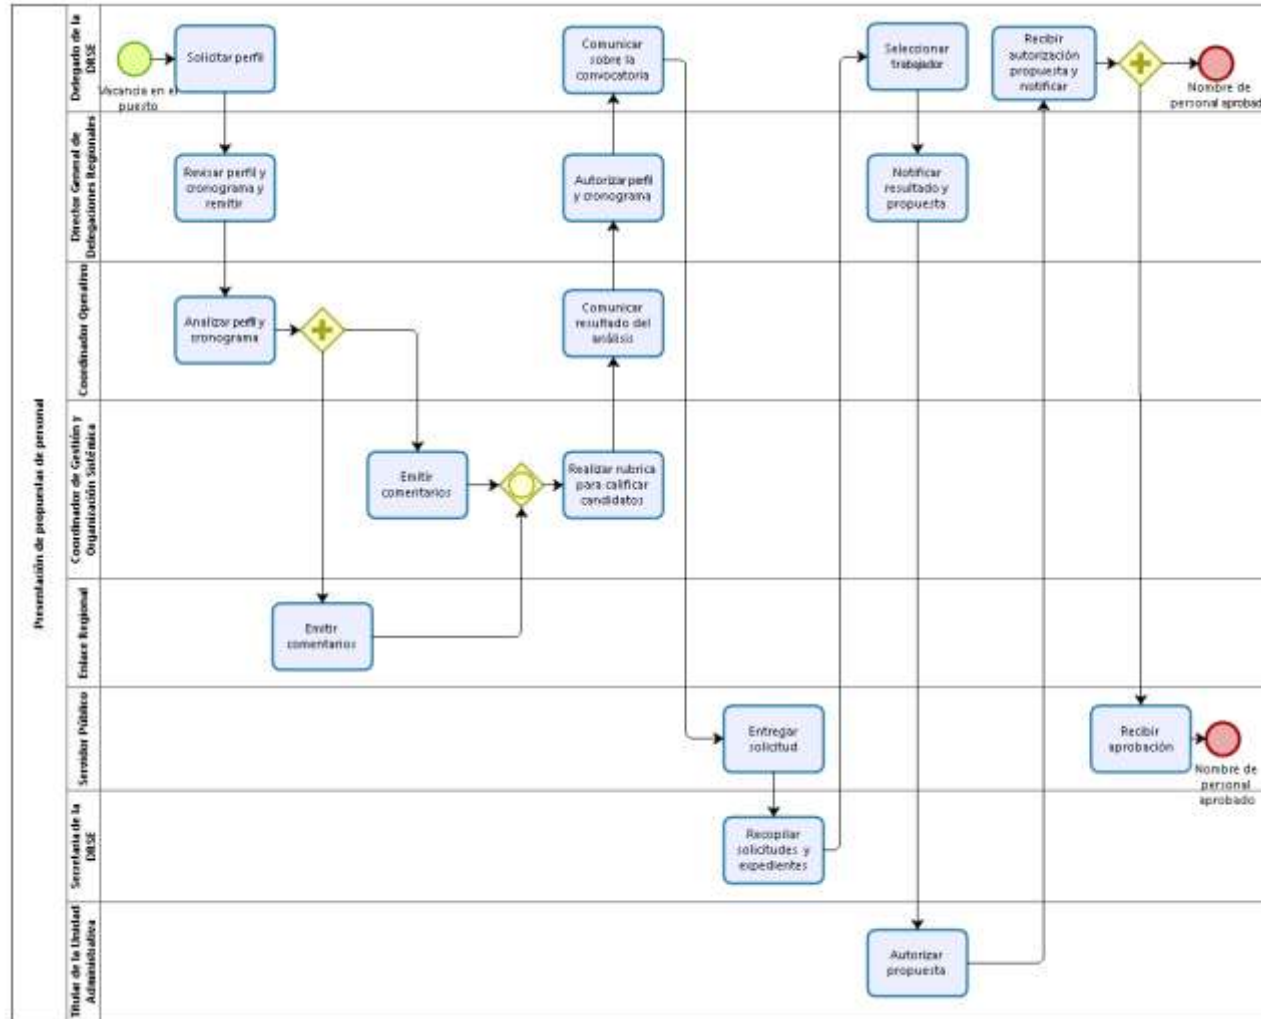 Presentación de propuestas de personal
Delegado de la
DRSE
Vacancia en el
puesto
Solicitar perfil
Comunicar
sobre la
convocatoria
Seleccionar
trabajador
Recibir
autorización
propuesta y
notificar
Nombre de
personal aprobad
Director General de
Delegaciones Regionales
Revisar perfil y
cronograma y
remitir
Autorizar perfil
y cronograma
Notificar
resultado y
propuesta
Coordinador Operativo
Analizar perfil y
cronograma
Comunicar
resultado del
análisis
Coordinador de Gestión y
Organización Sistémica
Emitir
comentarios
Realizar rubrica
para calificar
candidatos
Enlace Regional
Emitir
comentarios
Servidor Público
Entregar
solicitud
Recibir
aprobación
Nombre de
personal
aprobado
Secretaria de la
DRSE
Recopilar
solicitudes y
expedientes
Titular de la Unidad
Administrativa
Autorizar
propuesta